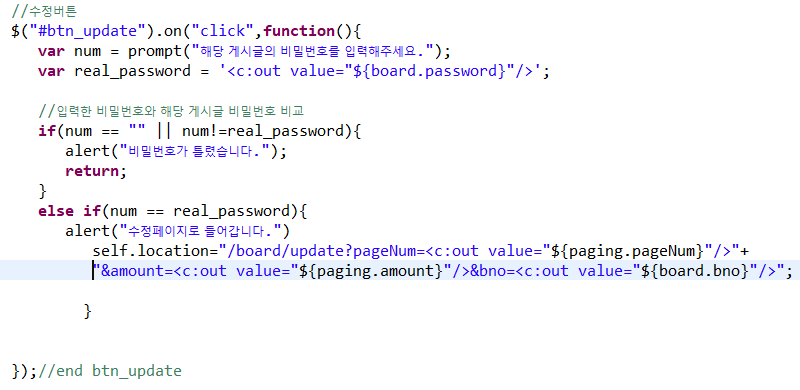 //수정버튼
$("#btn_update").on("click",function(){
var num = prompt("해당 게시글의 비밀번호를 입력해주세요.");
var real_password = '<c:out value="${board.password}"/>';
//입력한 비밀번호와 해당 게시글 비밀번호 비교
if(num == "" || num!=real_password){
alert("비밀번호가 틀렸습니다.");
return;
}
else if(num == real_password){
alert("수정페이지로 들어갑니다.")
self.location="/board/update?pageNum=<c:out value="${paging.pageNum}"/>"+
"&amount=<c:out value="${paging.amount}"/>&bno=<c:out value="${board.bno}"/>";
}
});//end btn_update